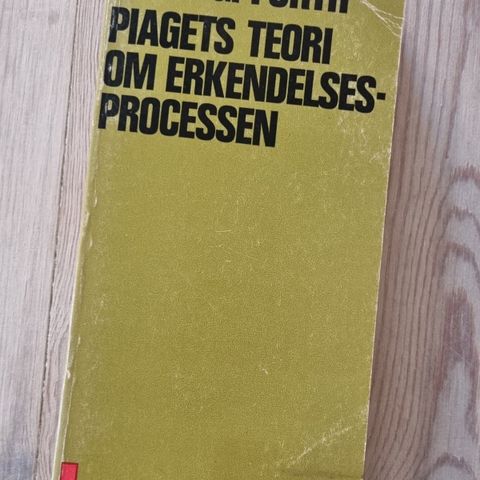 PIAGETS TEORI
OM ERKENDELSES-
PROCESSEN